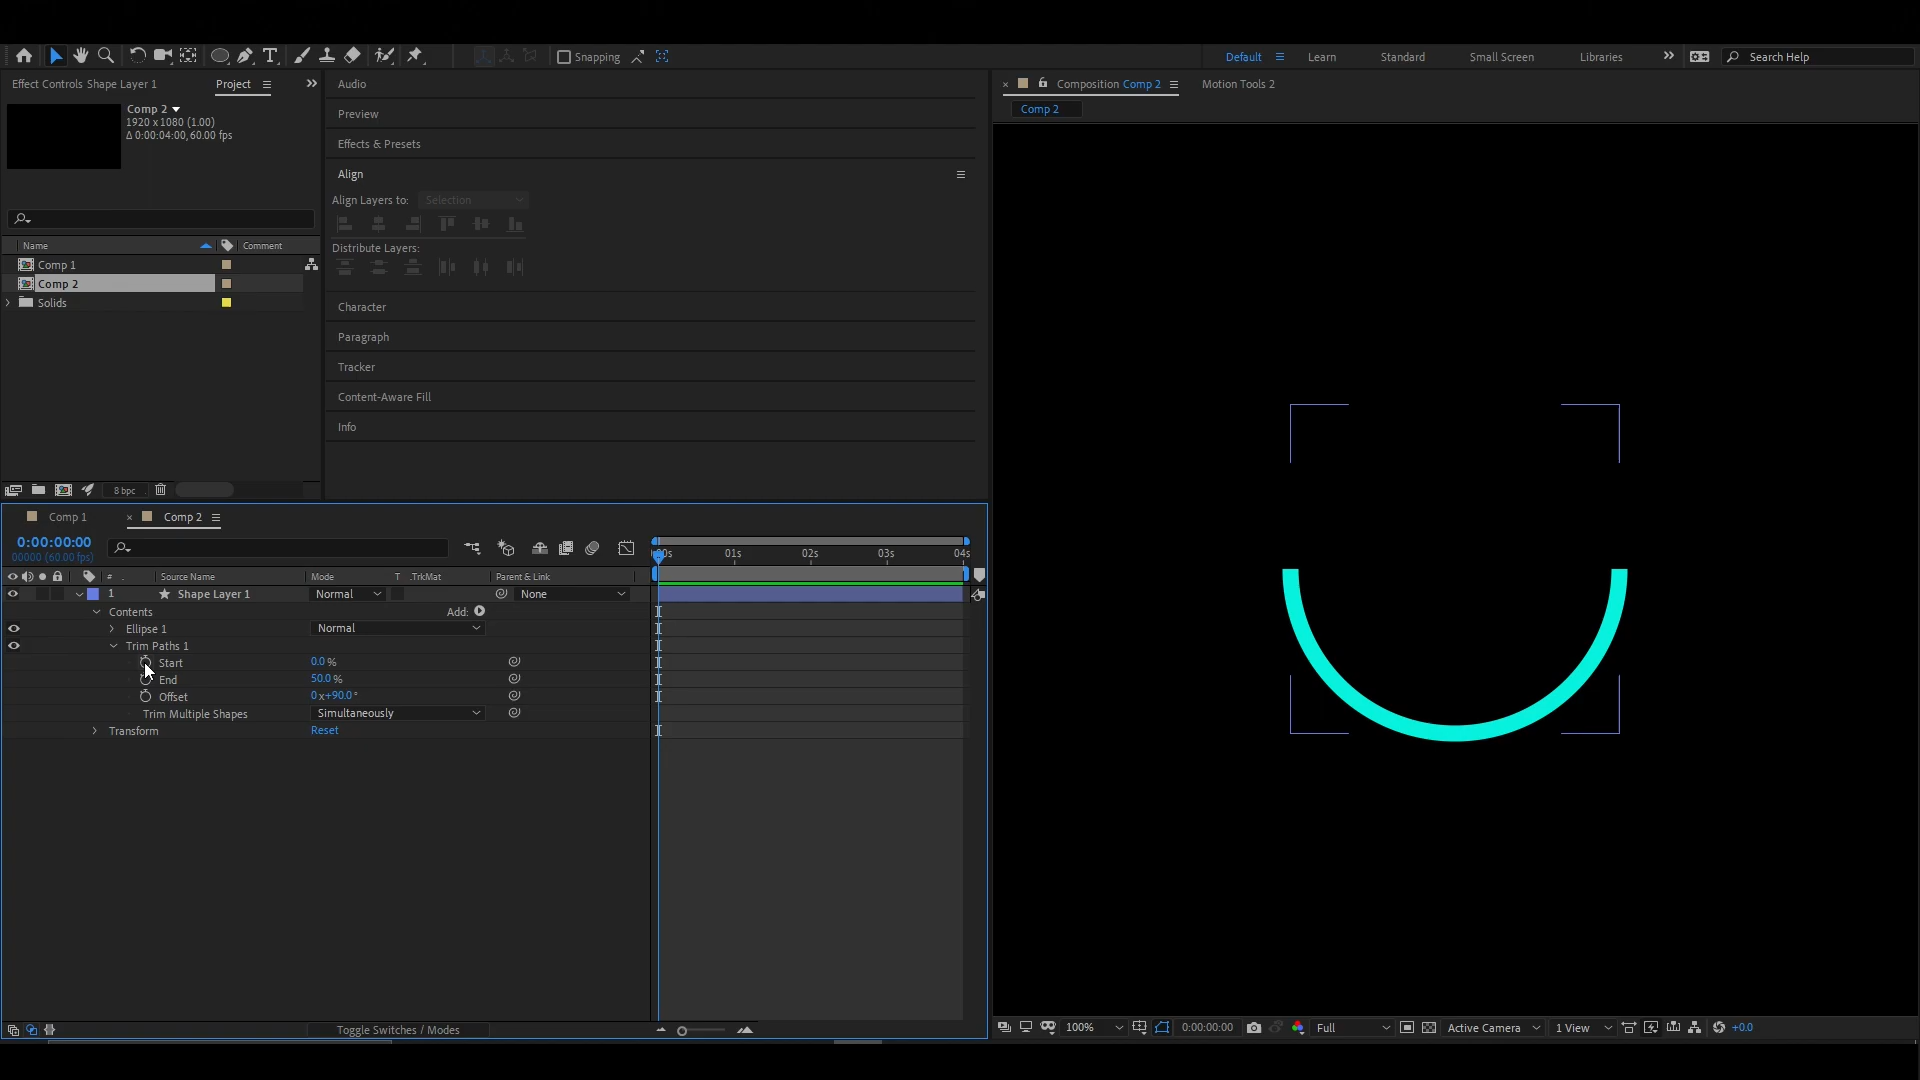 Snapping
Default
Learn
Standard
Small Screen
Libraries
Search Help
Effect Controls Shape Layer 1
Project
Audio
Composition Comp 2
Motion Tools 2
Comp 2
1920 x 1080 (1.00)
Δ 0:00:04:00, 60.00 fps
Comp 2
Preview
Effects & Presets
Align
Align Layers to:
Selection
Distribute Layers:
Name
Comment
Comp 1
Comp 2
Solids
Character
Paragraph
Tracker
Content-Aware Fill
Info
8 bpc
Comp 1
Comp 2
0:00:00:00
00000 (60.00 fps)
00s
01s
02s
03s
04s
#
Source Name
Mode
T .TrkMat
Parent & Link
1
Shape Layer 1
Normal
None
Contents
Add:
Ellipse 1
Normal
Trim Paths 1
Start
0.0 %
End
50.0 %
Offset
0 x+90.0 °
Trim Multiple Shapes
Simultaneously
Transform
Reset
Toggle Switches / Modes
100%
0:00:00:00
Full
Active Camera
1 View
+0.0